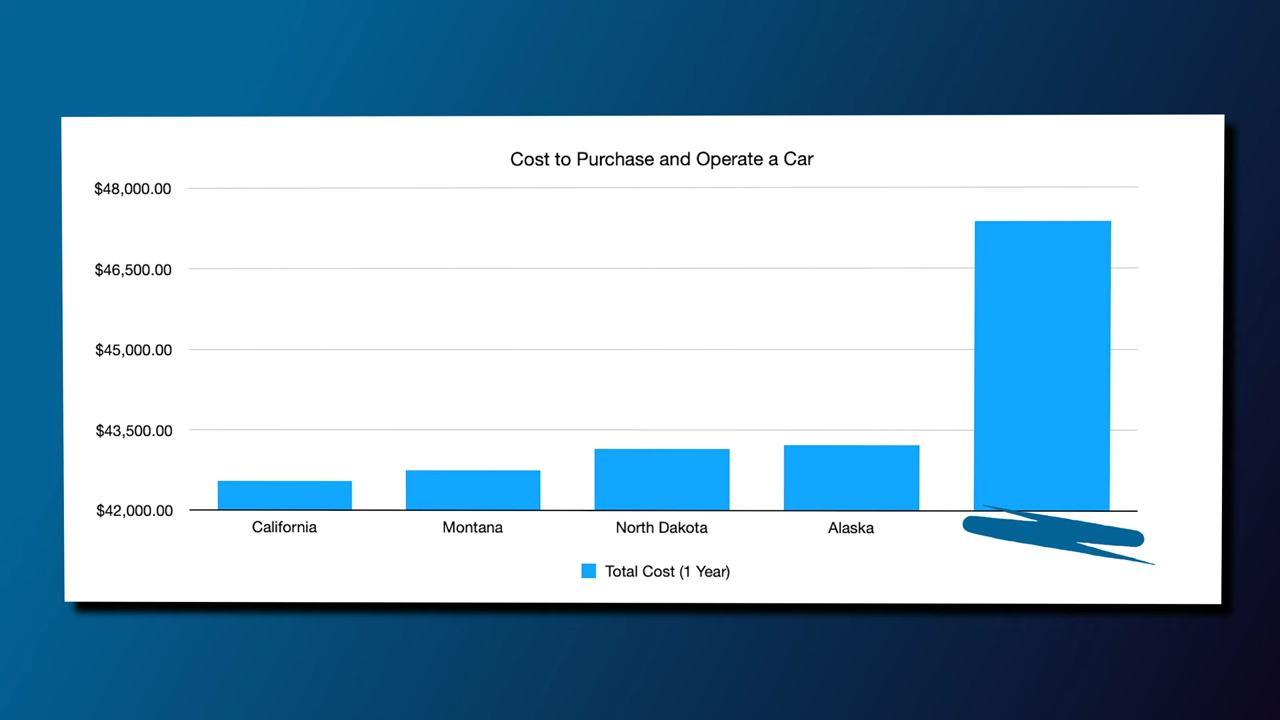 Cost to Purchase and Operate a Car
$48,000.00
$46,500.00
$45,000.00
$43,500.00
$42,000.00
California Montana North Dakota Alaska
Total Cost (1 Year)